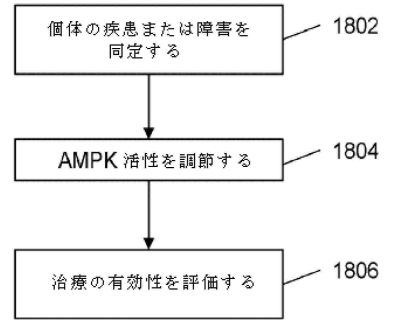 個体の疾患または障害を
同定する
1802
AMPK 活性を調節する
1804
治療の有効性を評価する
1806